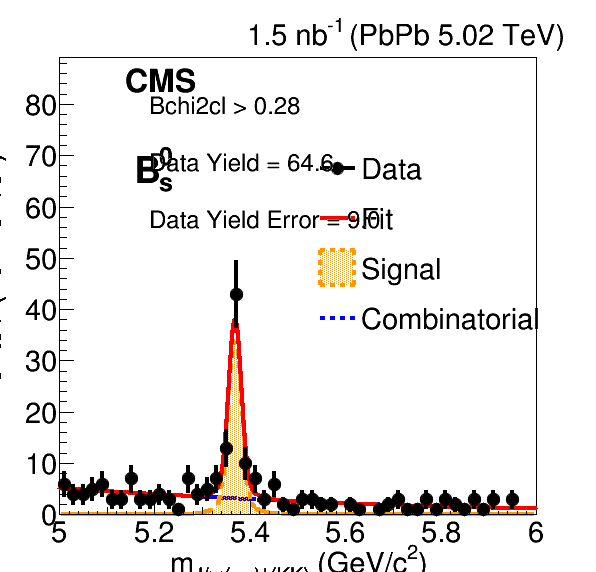 1.5 nb-1 (PbPb 5.02 TeV)
CMS
Bchi2cl > 0.28
B0s
Data Yield = 64.6
Data
Data Yield Error = 9.0
Fit
Signal
Combinatorial
80
70
60
50
40
30
20
10
0
5 5.2 5.4 5.6 5.8 6
(GeV/c2)